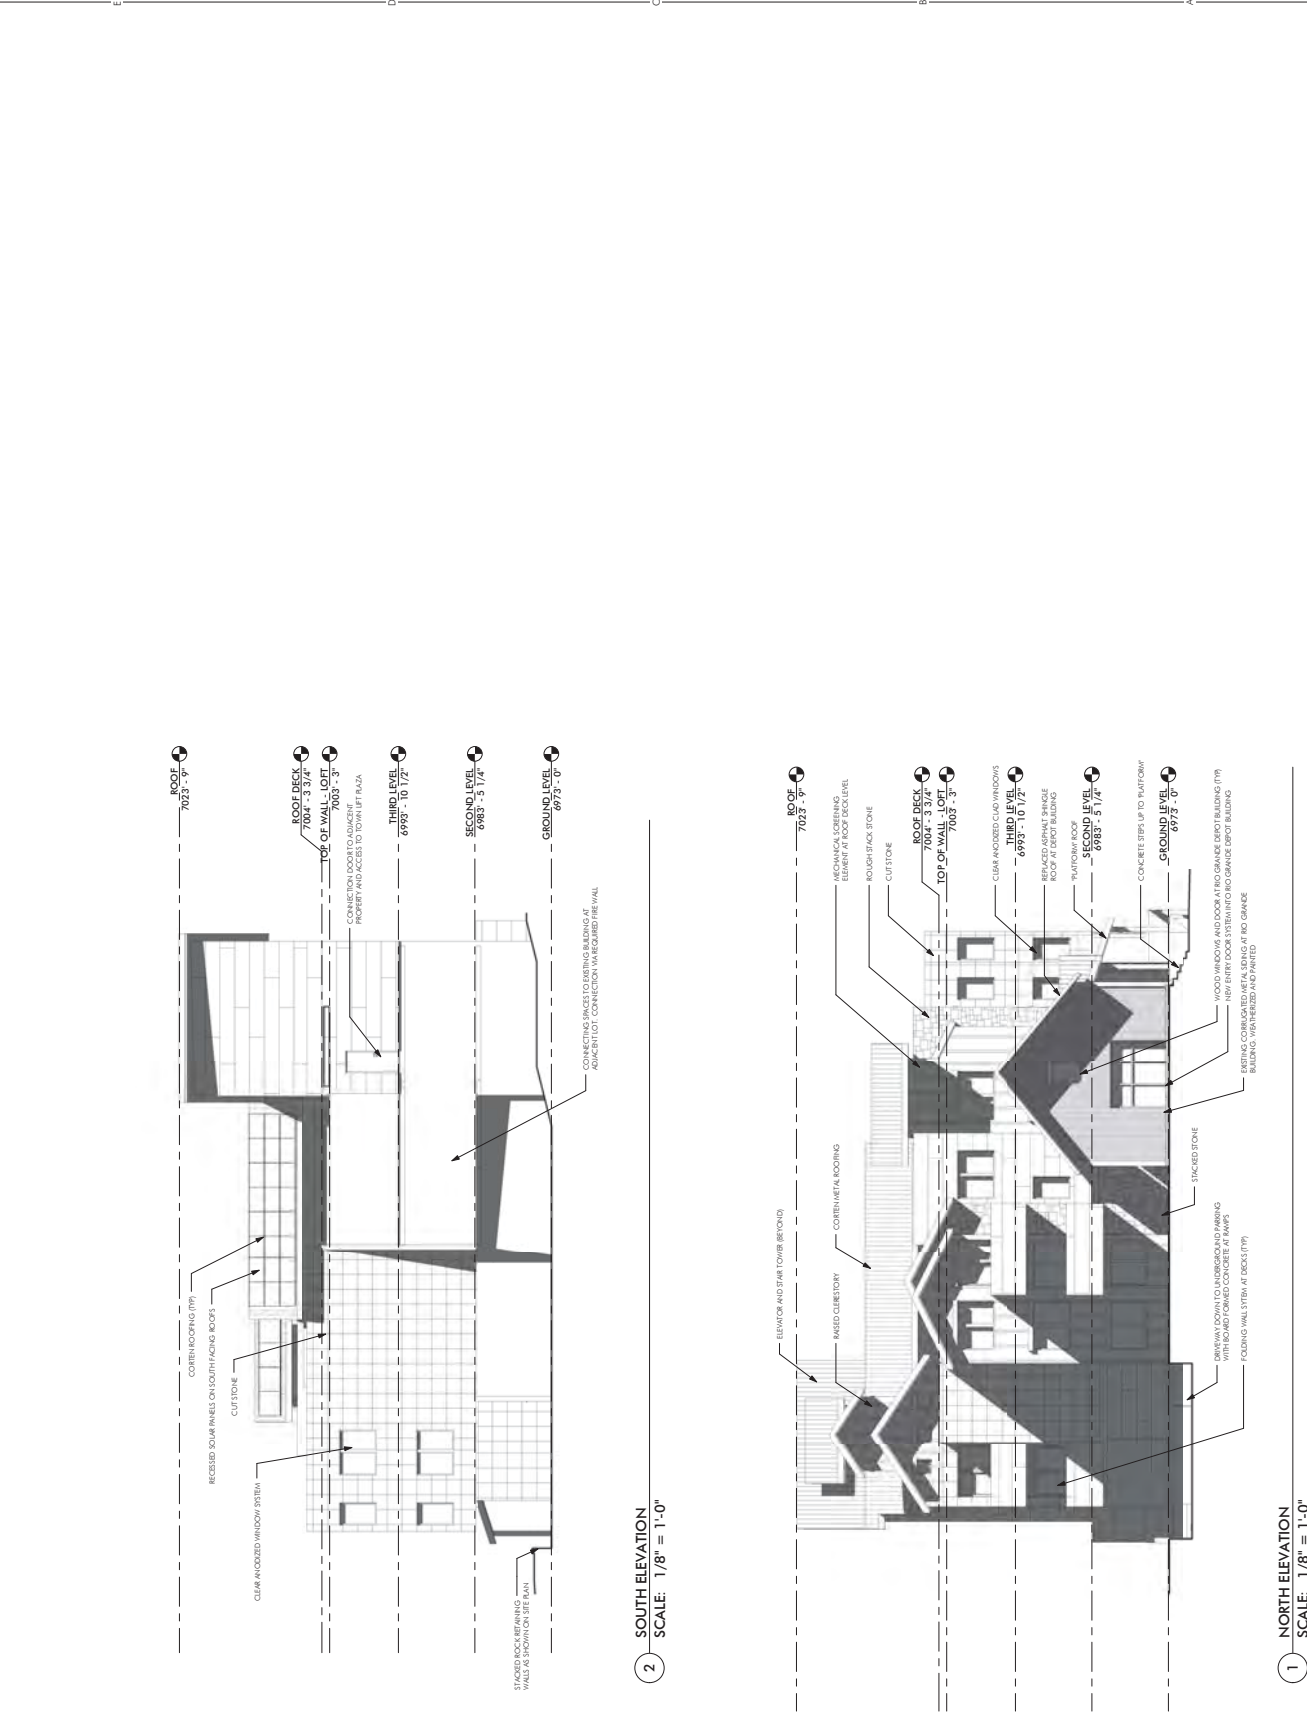 E
D
C
B
A
ROOF
7023' - 9"
ROOF DECK
7004' - 3 3/4"
TOP OF WALL - LOFT
7003' - 3"
THIRD LEVEL
6993' - 10 1/2"
SECOND LEVEL
6983' - 5 1/4"
GROUND LEVEL
6973' - 0"
CONNECTION DOOR TO ADJACENT
PROPERTY AND ACCESS TO TOWN LIFT PLAZA
CONNECTING SPACES TO EXISTING BUILDING AT
ADJACENT LOT. CONNECTION VIA REQUIRED FIRE WALL
CORTEN ROOFING (TYP)
RECESSED SOLAR PANELS ON SOUTH FACING ROOFS
CUT STONE
CLEAR ANODIZED WINDOW SYSTEM
STACKED ROCK RETAINING
WALLS AS SHOWN ON SITE PLAN
2
SOUTH ELEVATION
SCALE: 1/8" = 1'-0"
ROOF
7023' - 9"
ROOF DECK
7004' - 3 3/4"
TOP OF WALL - LOFT
7003' - 3"
THIRD LEVEL
6993' - 10 1/2"
SECOND LEVEL
6983' - 5 1/4"
GROUND LEVEL
6973' - 0"
MECHANICAL SCREENING
ELEMENT AT ROOF DECK LEVEL
ROUGH STACK STONE
CUT STONE
CLEAR ANODIZED CLAD WINDOWS
REPLACED ASPHALT SHINGLE
ROOF AT DEPOT BUILDING
'PLATFORM' ROOF
CONCRETE STEPS UP TO 'PLATFORM'
WOOD WINDOWS AND DOOR AT RIO GRANDE DEPOT BUILDING (TYP)
NEW ENTRY DOOR SYSTEM INTO RIO GRANDE DEPOT BUILDING
EXISTING CORRUGATED METAL SIDING AT RIO GRANDE
BUILDING. WEATHERIZED AND PAINTED
STACKED STONE
ELEVATOR AND STAIR TOWER (BEYOND)
CORTEN METAL ROOFING
RAISED CLERESTORY
DRIVEWAY DOWN TO UNDERGROUND PARKING
WITH BOARD FORMED CONCRETE AT RAMPS
FOLDING WALL SYTEM AT DECKS (TYP)
1
NORTH ELEVATION
SCALE: 1/8" = 1'-0"